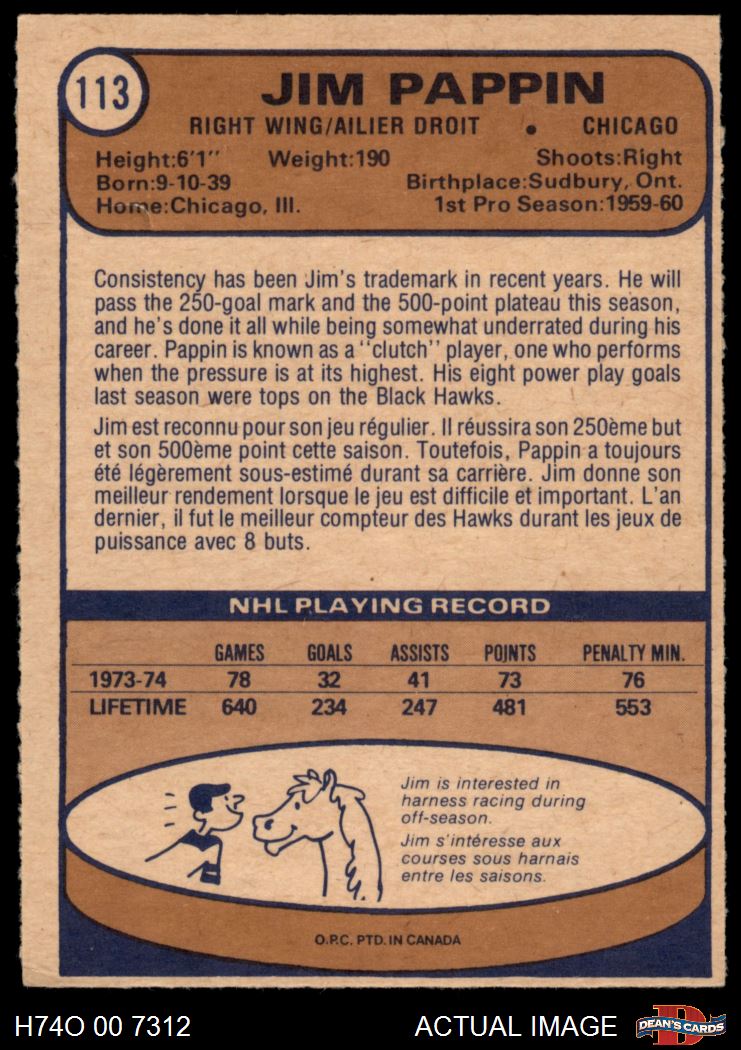 113
JIM PAPPIN
RIGHT WING/AILIER DROIT • CHICAGO
Height:6'1'' Weight:190 Shoots:Right
Born:9-10-39 Birthplace:Sudbury, Ont.
Home:Chicago, Ill. 1st Pro Season:1959-60
Consistency has been Jim's trademark in recent years. He will
pass the 250-goal mark and the 500-point plateau this season,
and he's done it all while being somewhat underrated during his
career. Pappin is known as a ''clutch'' player, one who performs
when the pressure is at its highest. His eight power play goals
last season were tops on the Black Hawks.
Jim est reconnu pour son jeu régulier. Il réussira son 250ème but
et son 500ème point cette saison. Toutefois, Pappin a toujours
été légèrement sous-estimé durant sa carrière. Jim donne son
meilleur rendement lorsque le jeu est difficile et important. L'an
dernier, il fut le meilleur compteur des Hawks durant les jeux de
puissance avec 8 buts.
NHL PLAYING RECORD
GAMES GOALS ASSISTS POINTS PENALTY MIN.
1973-74 78 32 41 73 76
LIFETIME 640 234 247 481 553
Jim is interested in
harness racing during
off-season.
Jim s'intéresse aux
courses sous harnais
entre les saisons.
O.P.C. PTD. IN CANADA
H74O 00 7312 ACTUAL IMAGE DEAN'S CARDS